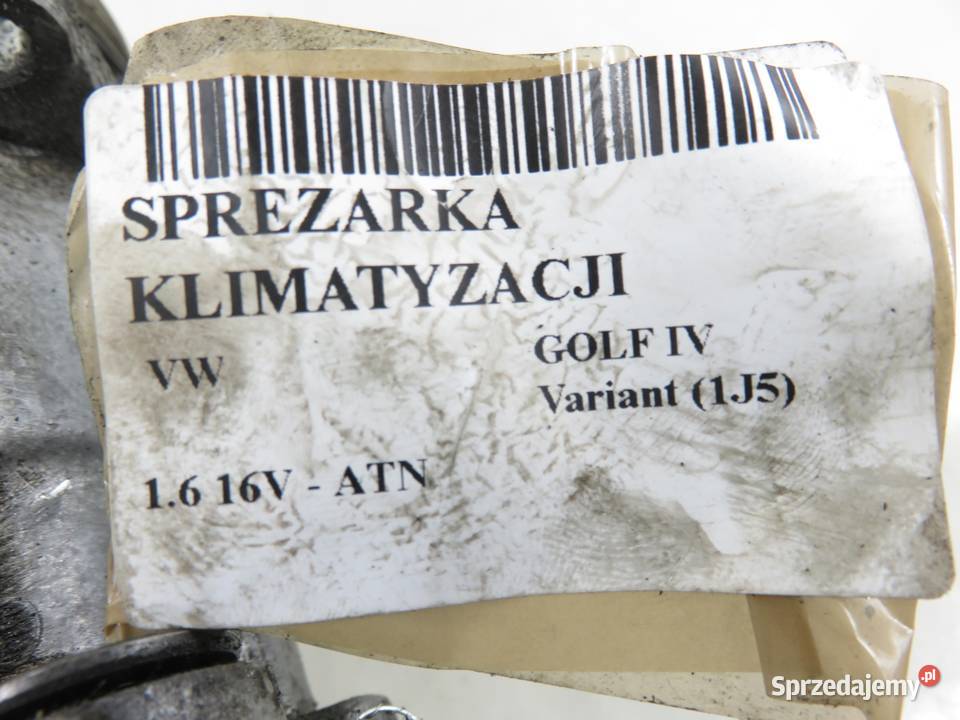 SPREZARKA
KLIMATYZACJI
VW
GOLF IV
Variant (1J5)
1.6 16V - ATN
Sprzedajemy.pl